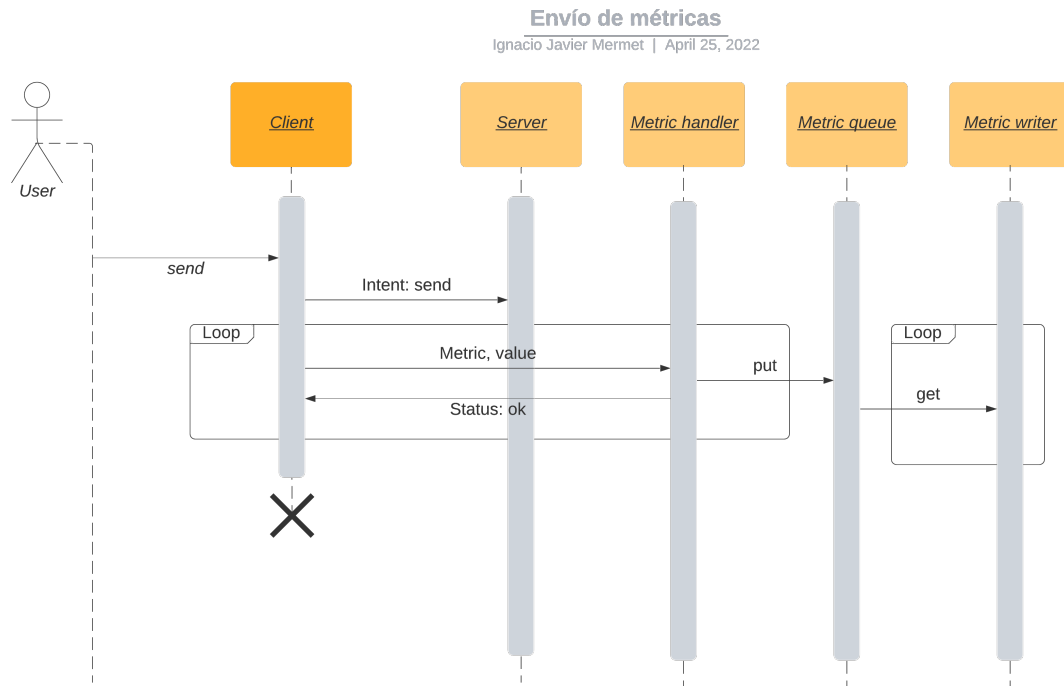 Envío de métricas
Ignacio Javier Mermet | April 25, 2022
User
Client
Server
Metric handler
Metric queue
Metric writer
send
Intent: send
Loop
Metric, value
put
Status: ok
Loop
get